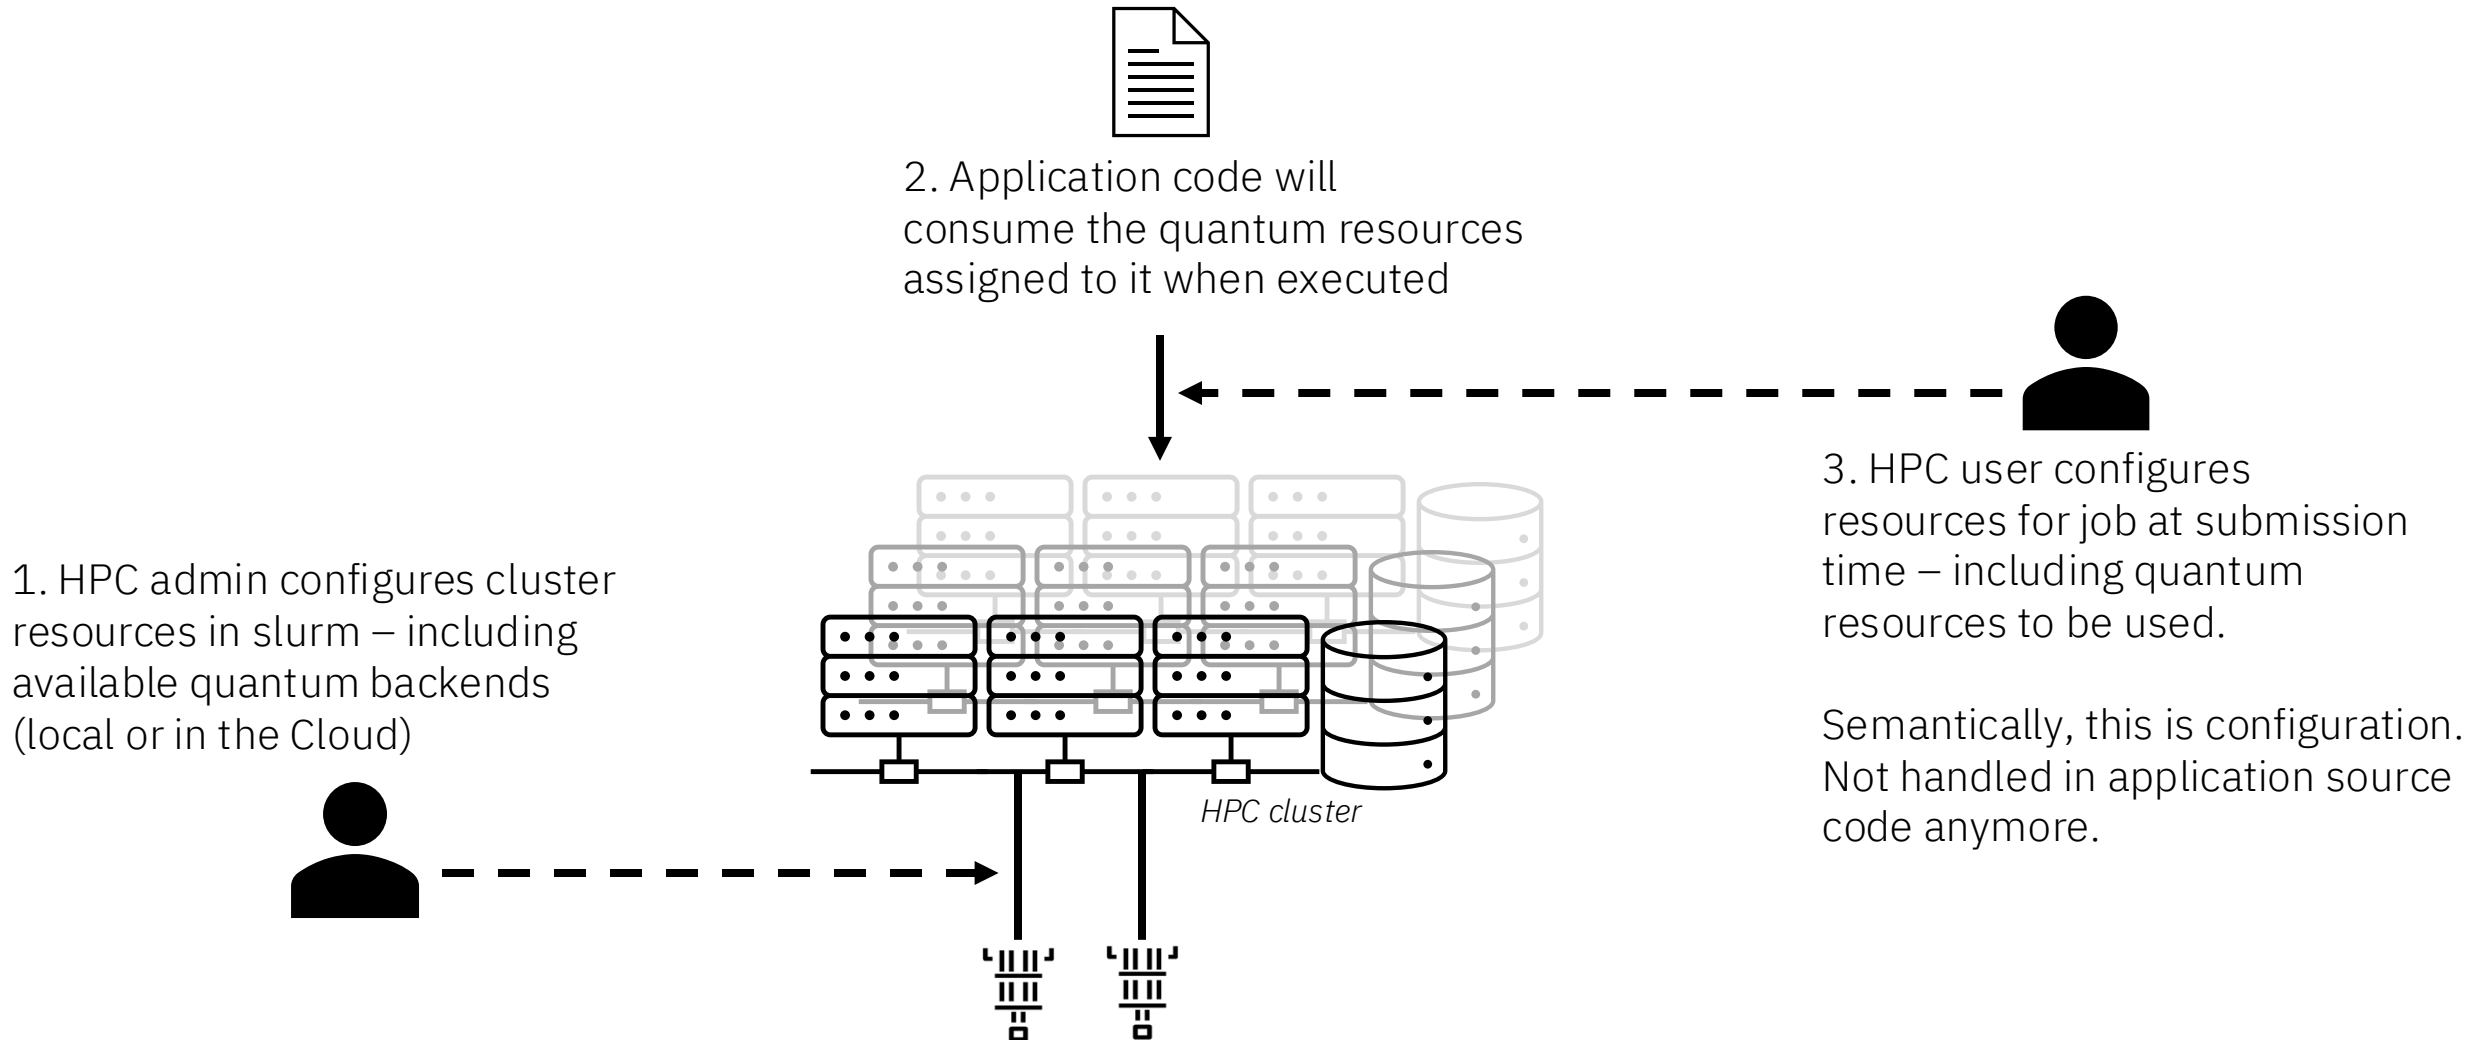 2. Application code will
consume the quantum resources
assigned to it when executed
3. HPC user configures
resources for job at submission
time – including quantum
resources to be used.
Semantically, this is configuration.
Not handled in application source
code anymore.
1. HPC admin configures cluster
resources in slurm – including
available quantum backends
(local or in the Cloud)
HPC cluster